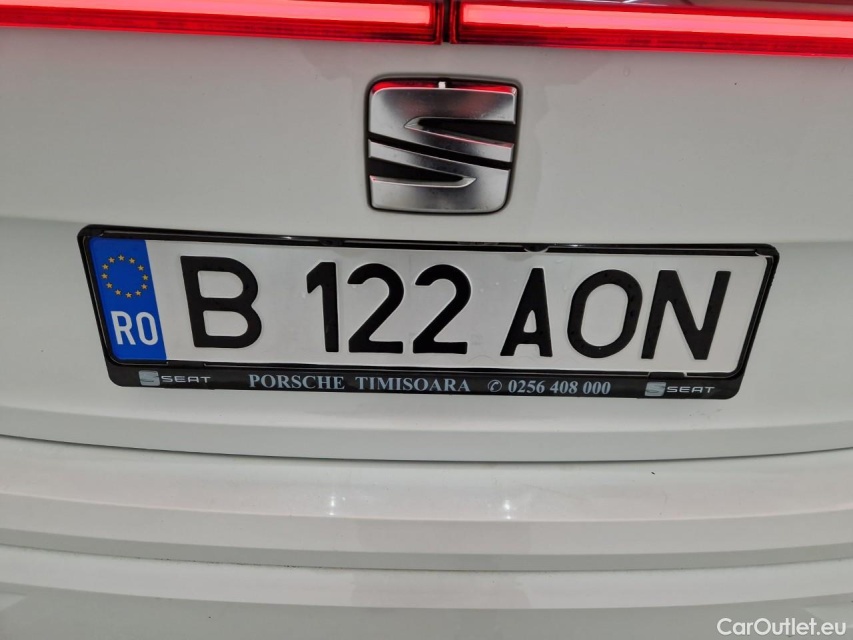 RO B 122 AON
SEAT PORSCHE TIMISOARA ✆ 0256 408 000 SEAT
CarOutlet.eu